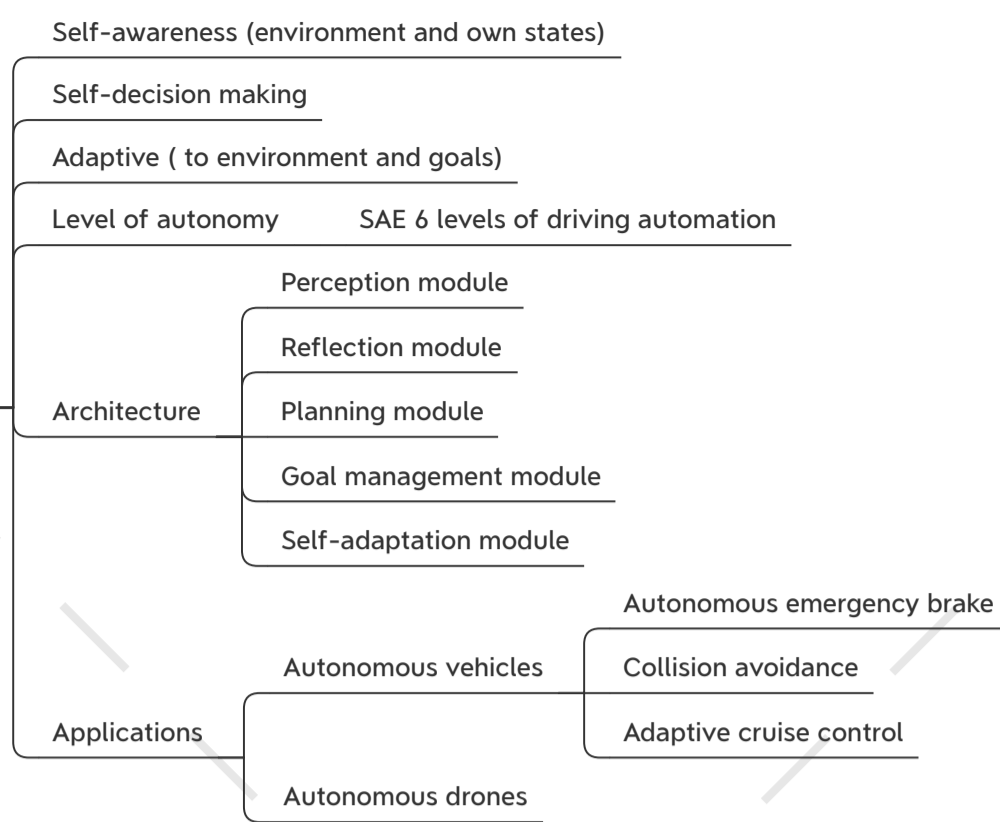 Self-awareness (environment and own states)
Self-decision making
Adaptive ( to environment and goals)
Level of autonomy
SAE 6 levels of driving automation
Perception module
Reflection module
Architecture
Planning module
Goal management module
Self-adaptation module
Autonomous emergency brake
Autonomous vehicles
Collision avoidance
Applications
Adaptive cruise control
Autonomous drones